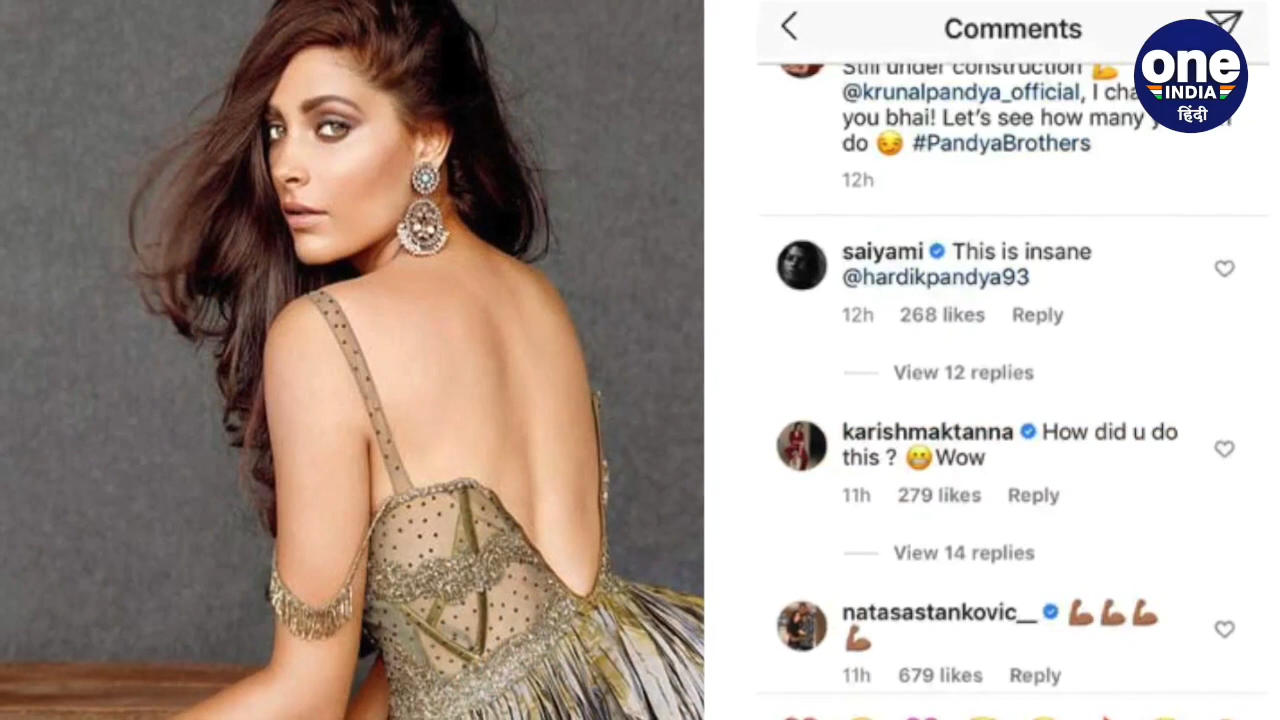 Comments
one
INDIA
हिंदी
Still under construction 💪
@krunalpandya_official, I cha
you bhai! Let's see how many
do 😏 #PandyaBrothers
12h
saiyami This is insane
@hardikpandya93
12h 268 likes Reply
View 12 replies
karishmaktanna How did u do
this ? 😬 Wow
11h 279 likes Reply
View 14 replies
natasastankovic__ 💪🏾💪🏾💪🏾
💪🏾
11h 679 likes Reply